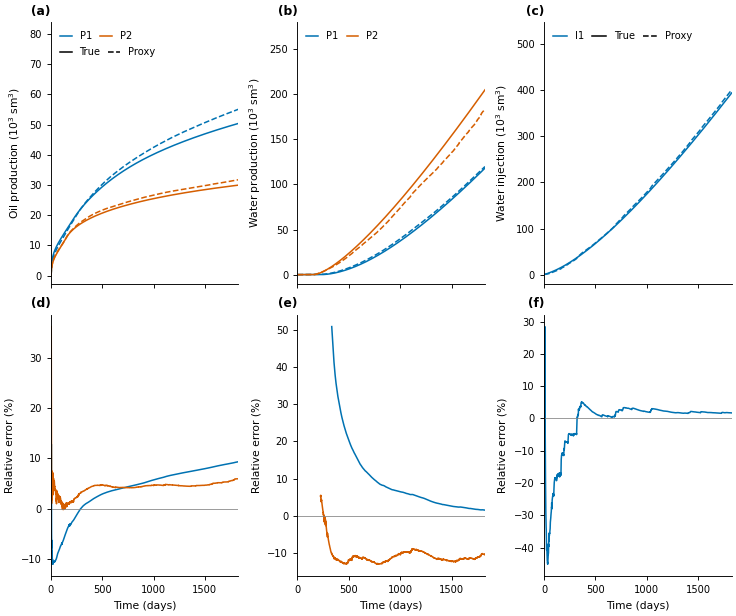 (a)
(b)
(c)
P1 P2
True Proxy
P1 P2
I1 True Proxy
Oil production (10³ sm³)
80
70
60
50
40
30
20
10
0
Water production (10³ sm³)
250
200
150
100
50
0
Water injection (10³ sm³)
500
400
300
200
100
0
(d)
(e)
(f)
Relative error (%)
30
20
10
0
−10
0 500 1000 1500
Time (days)
Relative error (%)
50
40
30
20
10
0
−10
0 500 1000 1500
Time (days)
Relative error (%)
30
20
10
0
−10
−20
−30
−40
0 500 1000 1500
Time (days)